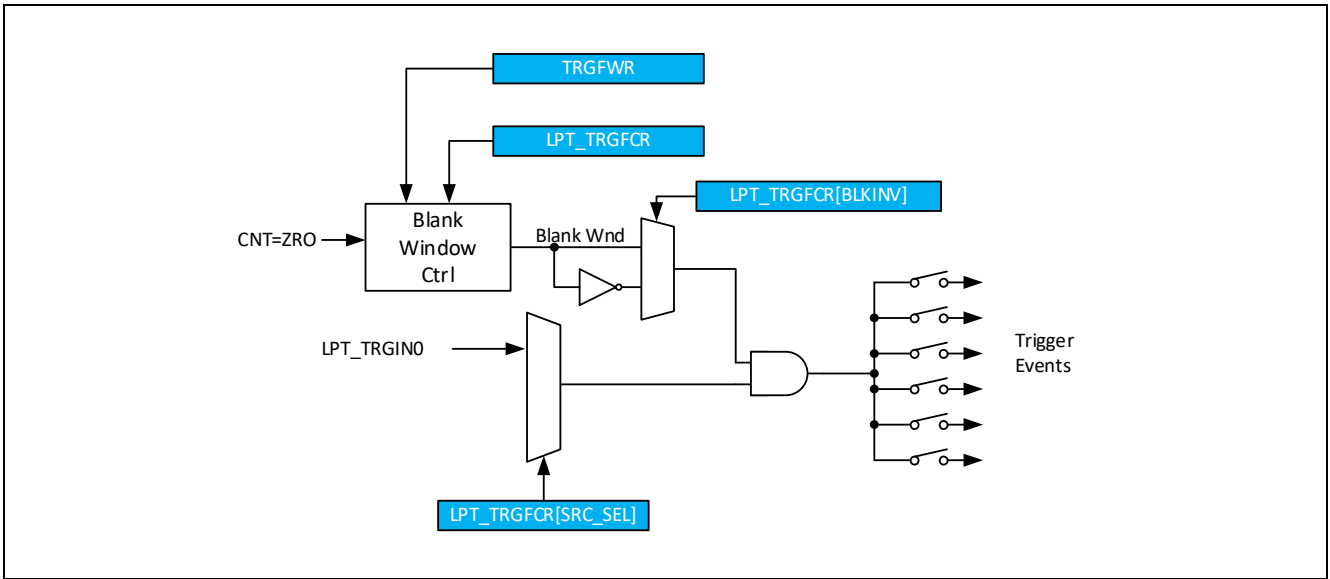 TRGFWR
LPT_TRGFCR
LPT_TRGFCR[BLKINV]
Blank
Window
Ctrl
CNT=ZRO
Blank Wnd
LPT_TRGIN0
Trigger
Events
LPT_TRGFCR[SRC_SEL]